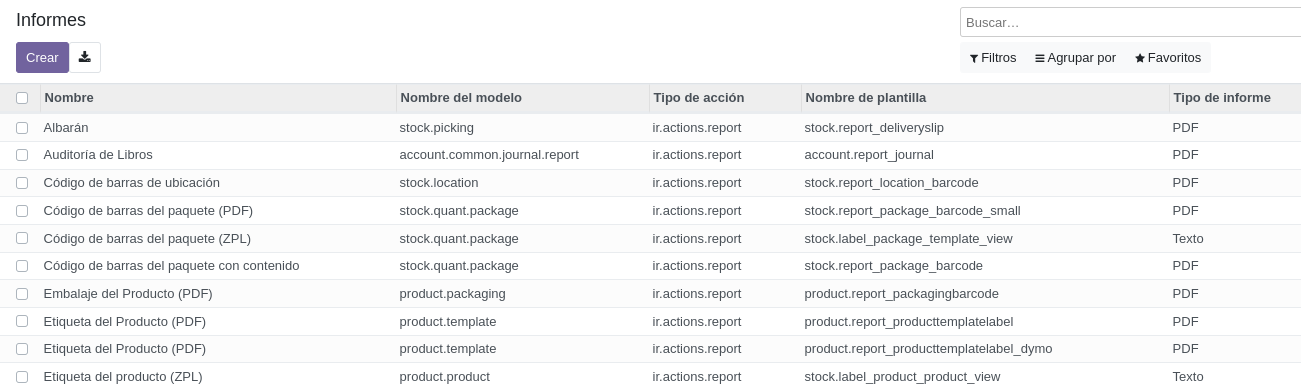 Informes
Buscar…
Crear
Filtros Agrupar por Favoritos
Nombre Nombre del modelo Tipo de acción Nombre de plantilla Tipo de informe
Albarán stock.picking ir.actions.report stock.report_deliveryslip PDF
Auditoría de Libros account.common.journal.report ir.actions.report account.report_journal PDF
Código de barras de ubicación stock.location ir.actions.report stock.report_location_barcode PDF
Código de barras del paquete (PDF) stock.quant.package ir.actions.report stock.report_package_barcode_small PDF
Código de barras del paquete (ZPL) stock.quant.package ir.actions.report stock.label_package_template_view Texto
Código de barras del paquete con contenido stock.quant.package ir.actions.report stock.report_package_barcode PDF
Embalaje del Producto (PDF) product.packaging ir.actions.report product.report_packagingbarcode PDF
Etiqueta del Producto (PDF) product.template ir.actions.report product.report_producttemplatelabel PDF
Etiqueta del Producto (PDF) product.template ir.actions.report product.report_producttemplatelabel_dymo PDF
Etiqueta del producto (ZPL) product.product ir.actions.report stock.label_product_product_view Texto